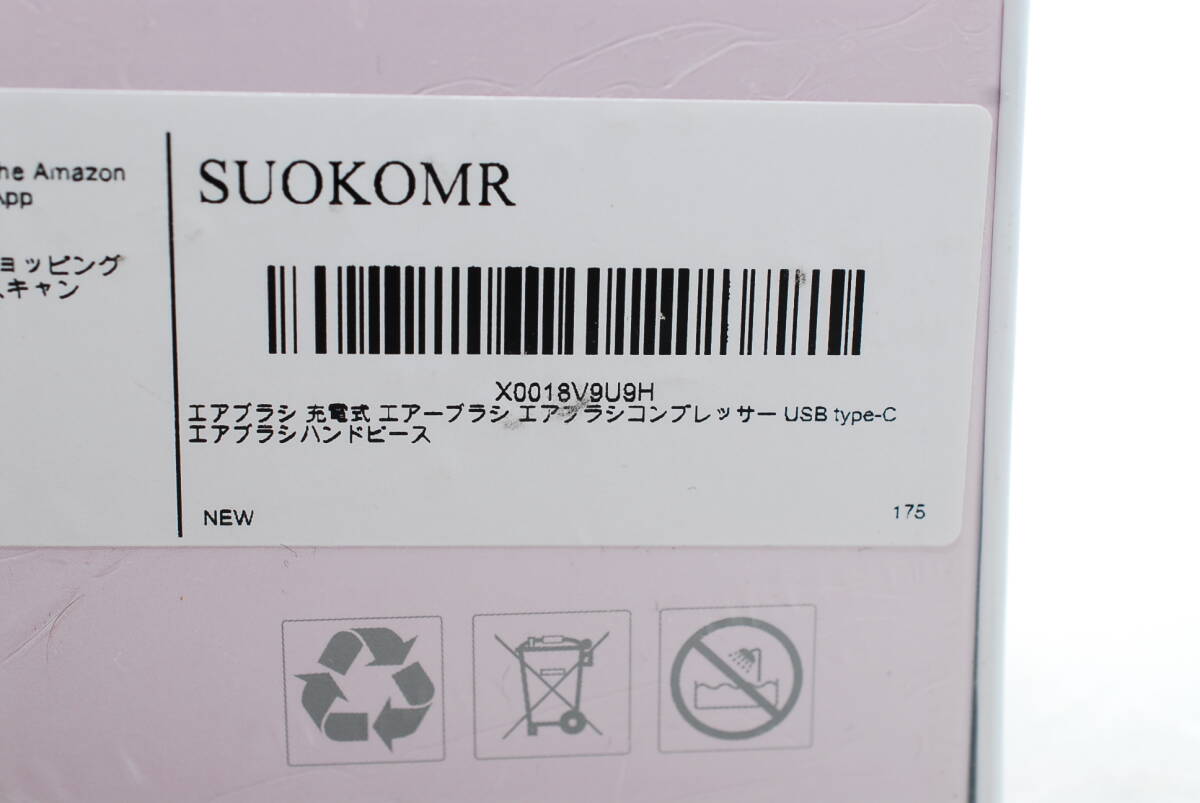 he Amazon
App
ョッピング
スキャン
SUOKOMR
X0018V9U9H
エアブラシ 充電式 エアーブラシ エアブラシコンプレッサー USB type-C
エアブラシハンドピース
NEW
175